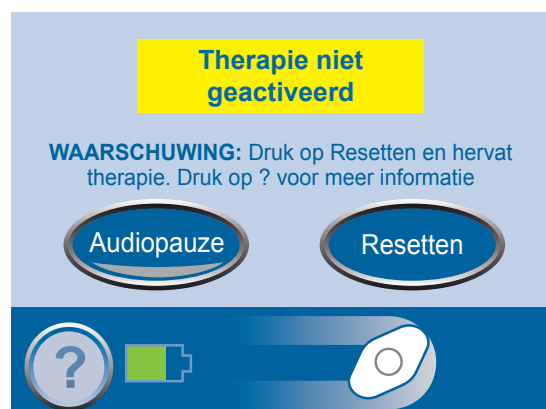 Therapie niet
geactiveerd
WAARSCHUWING: Druk op Resetten en hervat
therapie. Druk op ? voor meer informatie
Audiopauze
Resetten
?